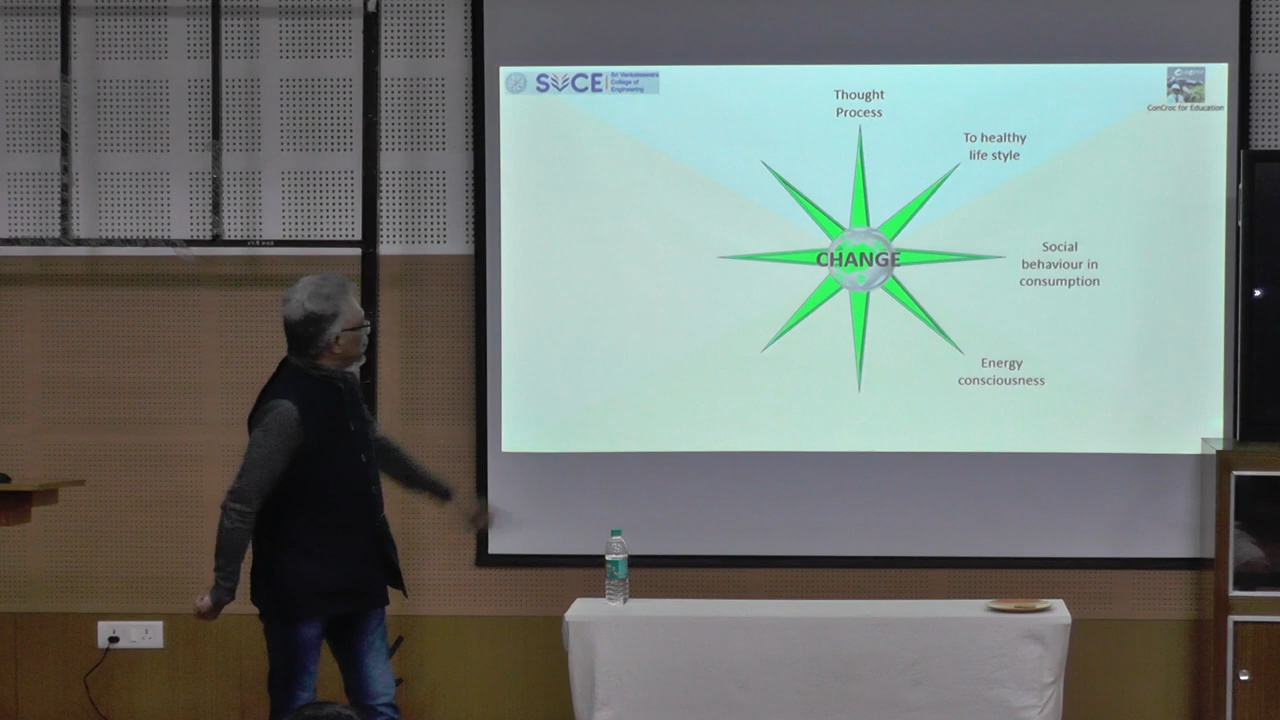 SVCE
Sri Venkateswara
College of
Engineering
ConCroc for Education
Thought
Process
To healthy
life style
Social
behaviour in
consumption
Energy
consciousness
CHANGE